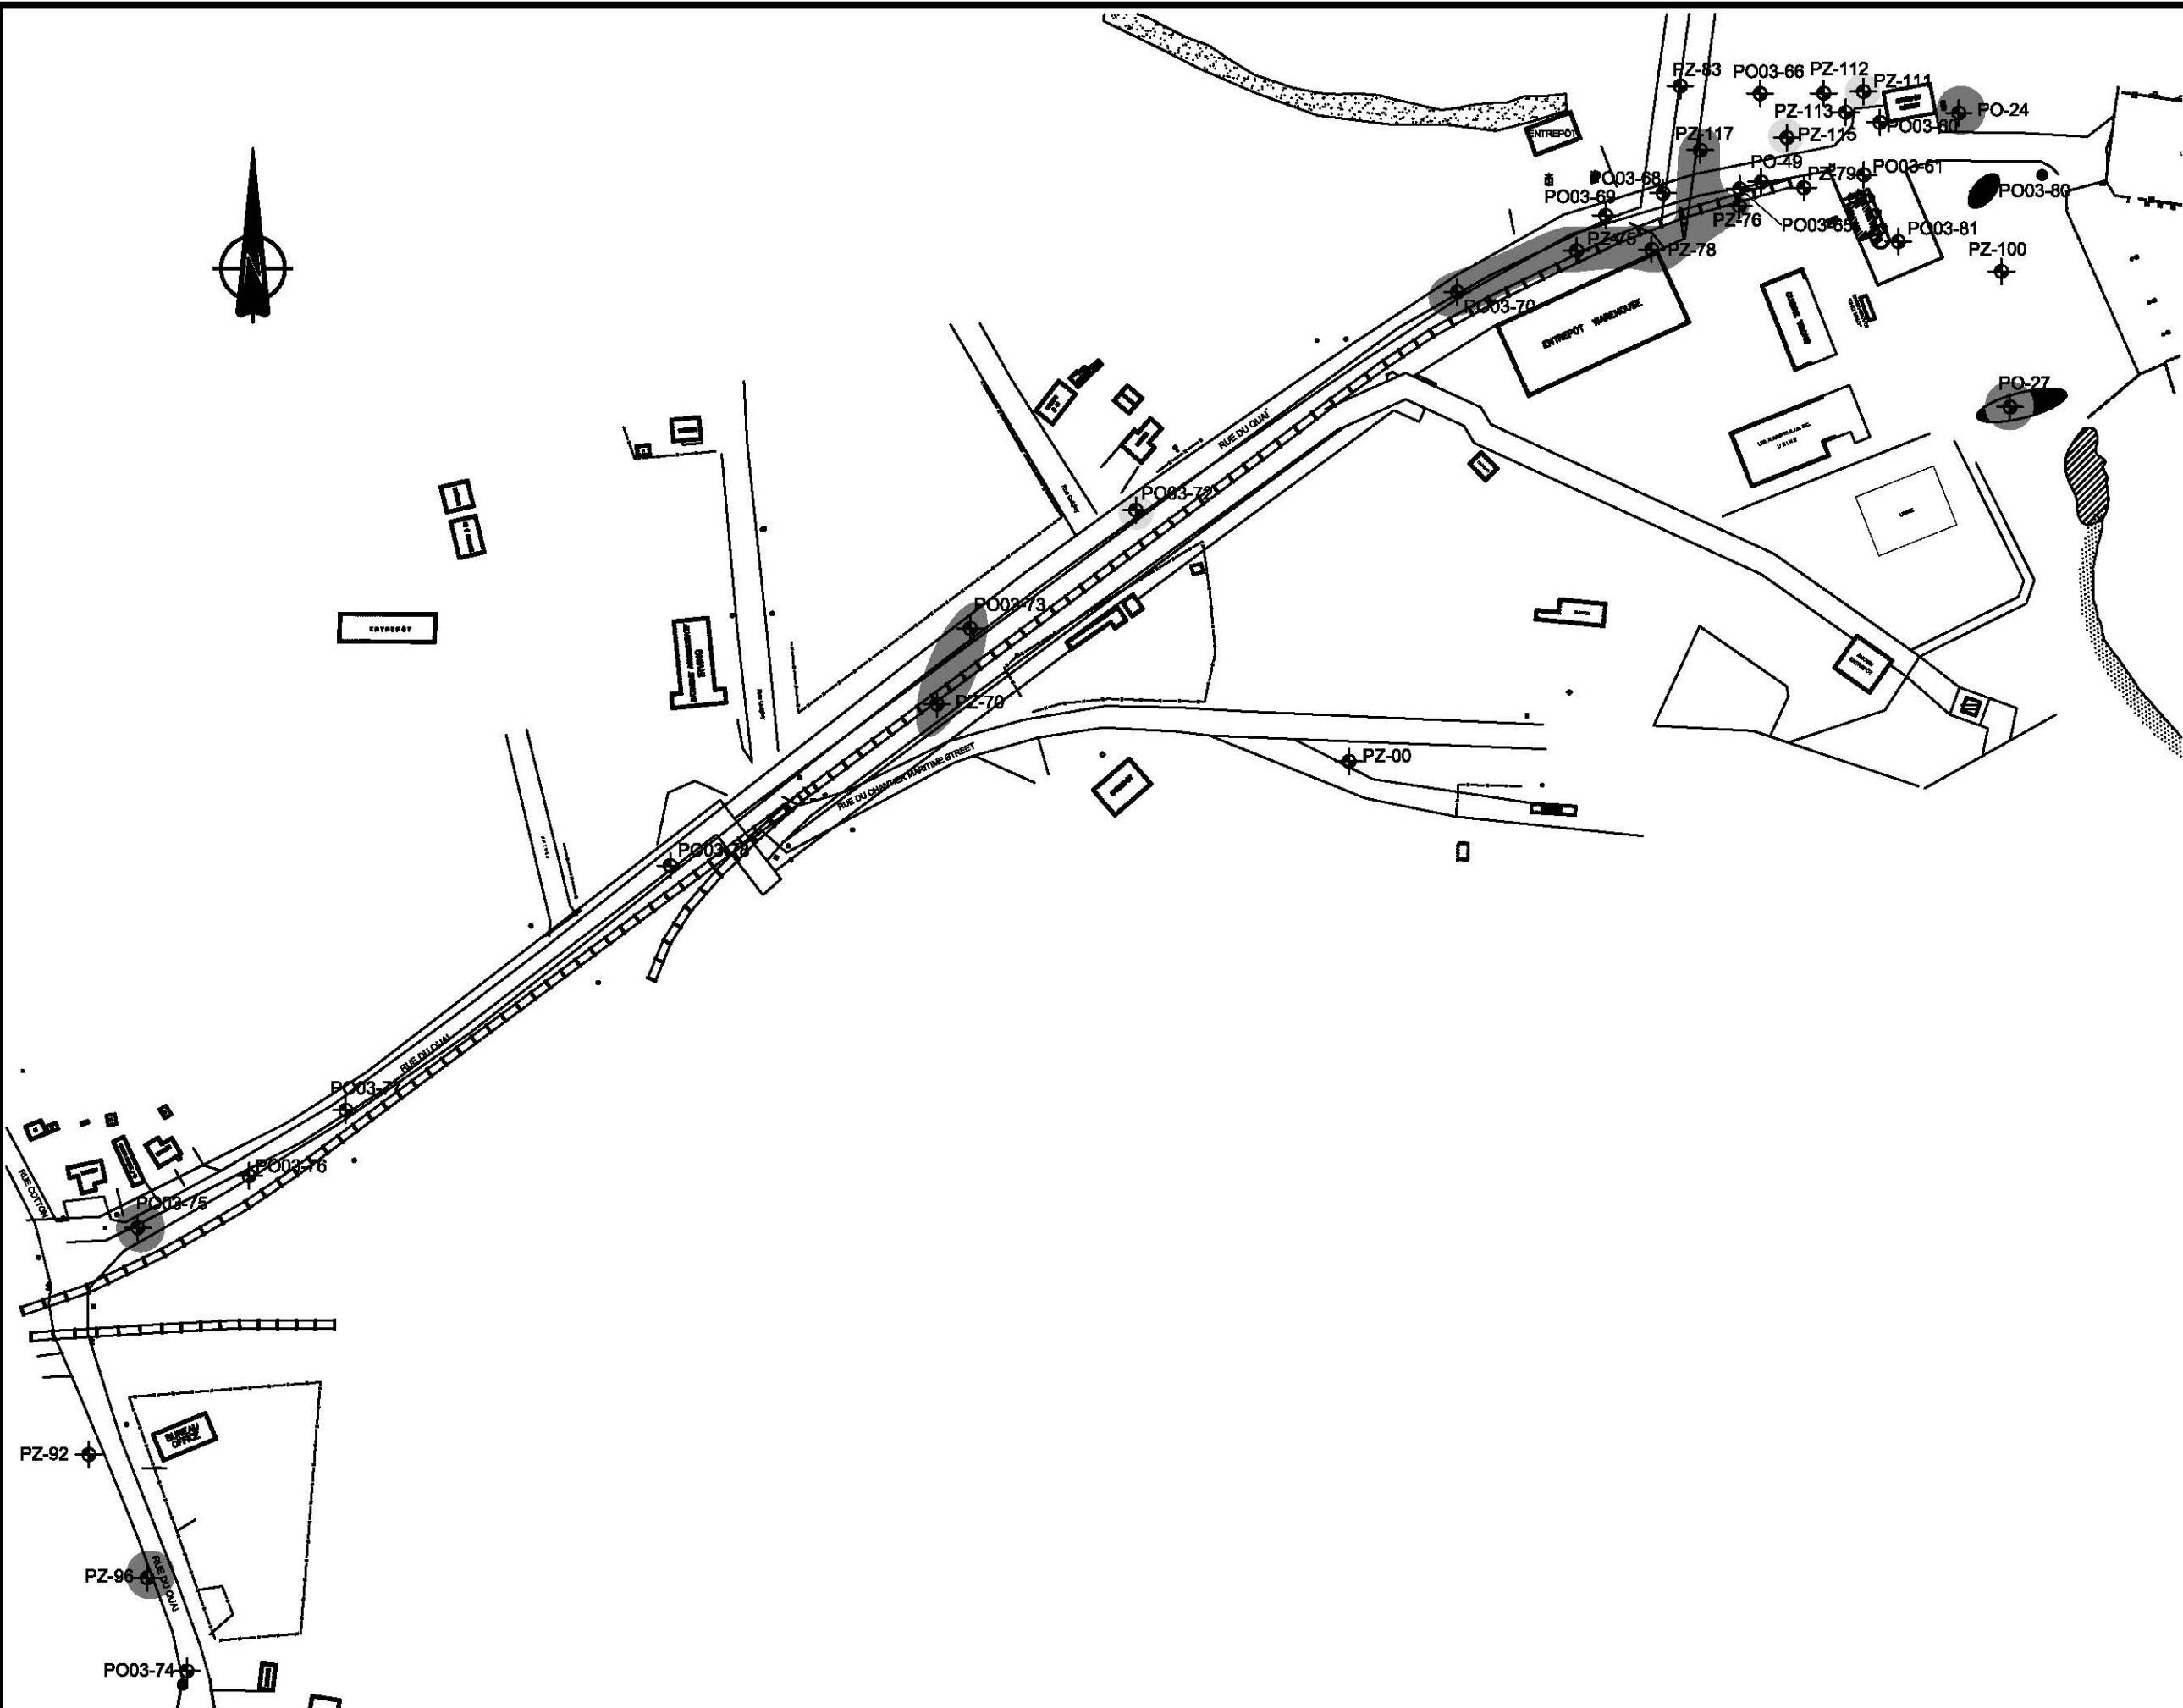 PZ-83
PO03-66
PZ-112
PZ-111
PZ-113
PO03-60
PO-24
PZ-117
PZ-115
ENTREPÔT
PO-49
PZ-79
PO03-61
PO03-68
PO03-69
PO03-80
PZ-76
PO03-65
PO03-81
PZ-75
PZ-78
PZ-100
PO03-70
ENTREPÔT WAREHOUSE
PO-27
RUE DU QUAI
USINE
PO03-72
USINE
PO03-73
ENTREPÔT
PZ-70
PZ-00
RUE DU CHANTIER MARITIME STREET
PO03-78
RUE DU QUAI
PO03-77
PO03-76
RUE COTTON
PO03-75
BUREAU
OFFICE
PZ-92
PZ-96
RUE DU QUAI
PO03-74
N